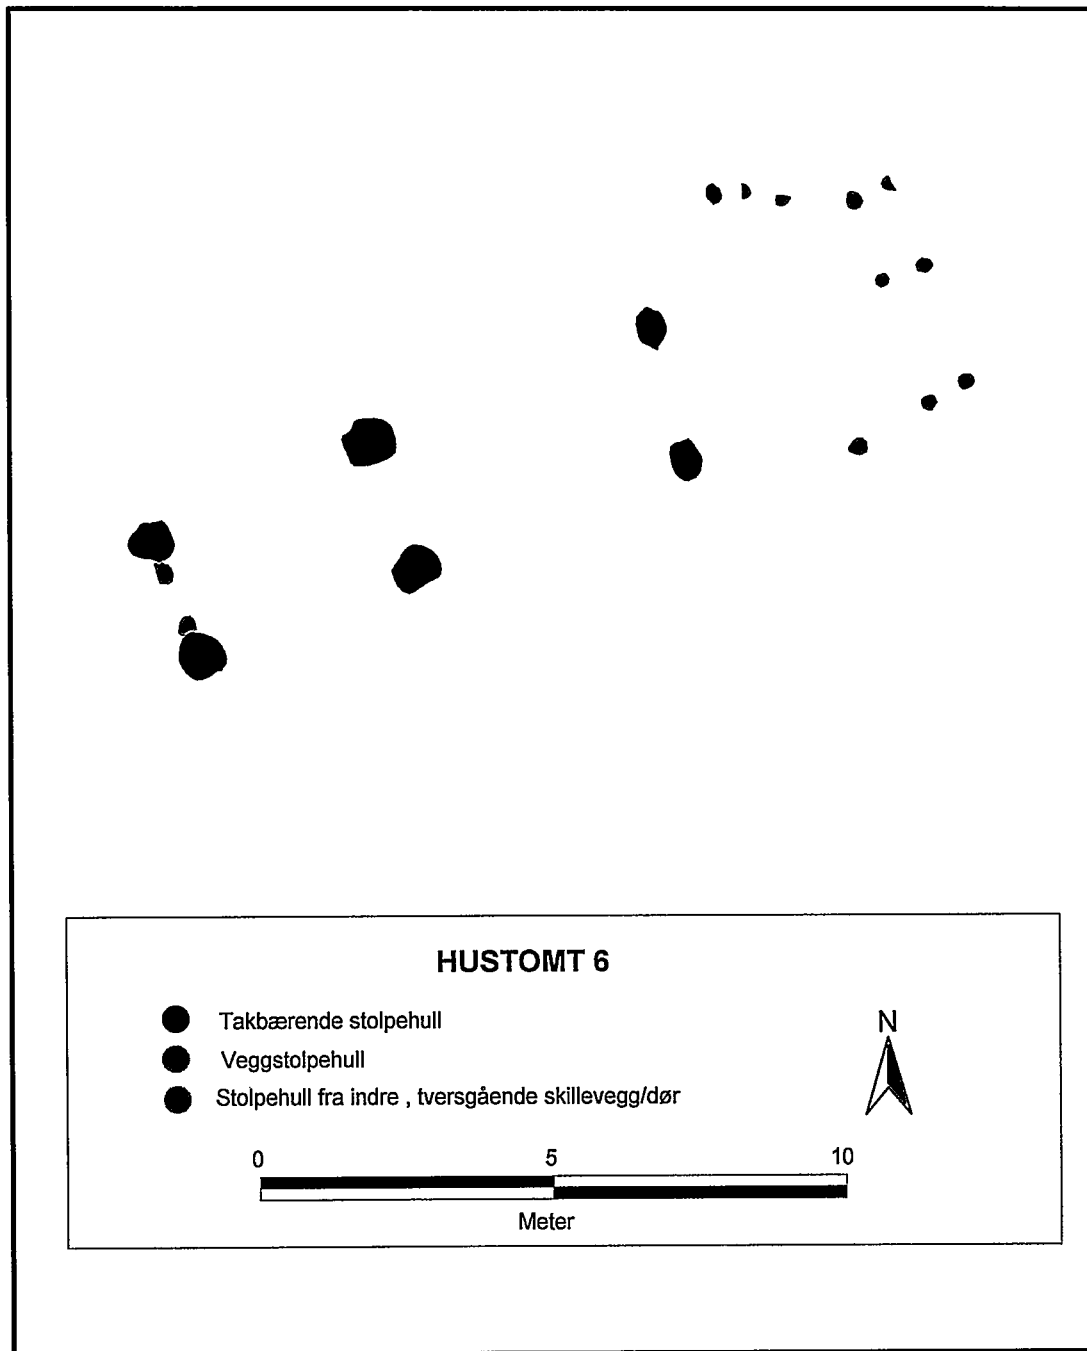 HUSTOMT 6
Takbærende stolpehull
Veggstolpehull
Stolpehull fra indre , tversgående skillevegg/dør
N
0 5 10
Meter